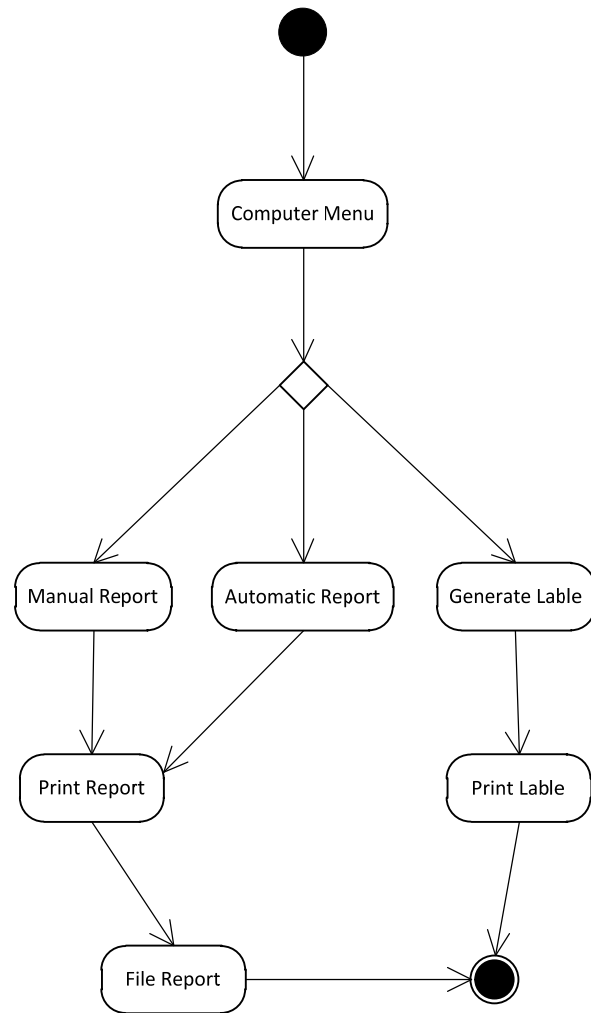 Computer Menu
Manual Report
Automatic Report
Generate Lable
Print Report
Print Lable
File Report